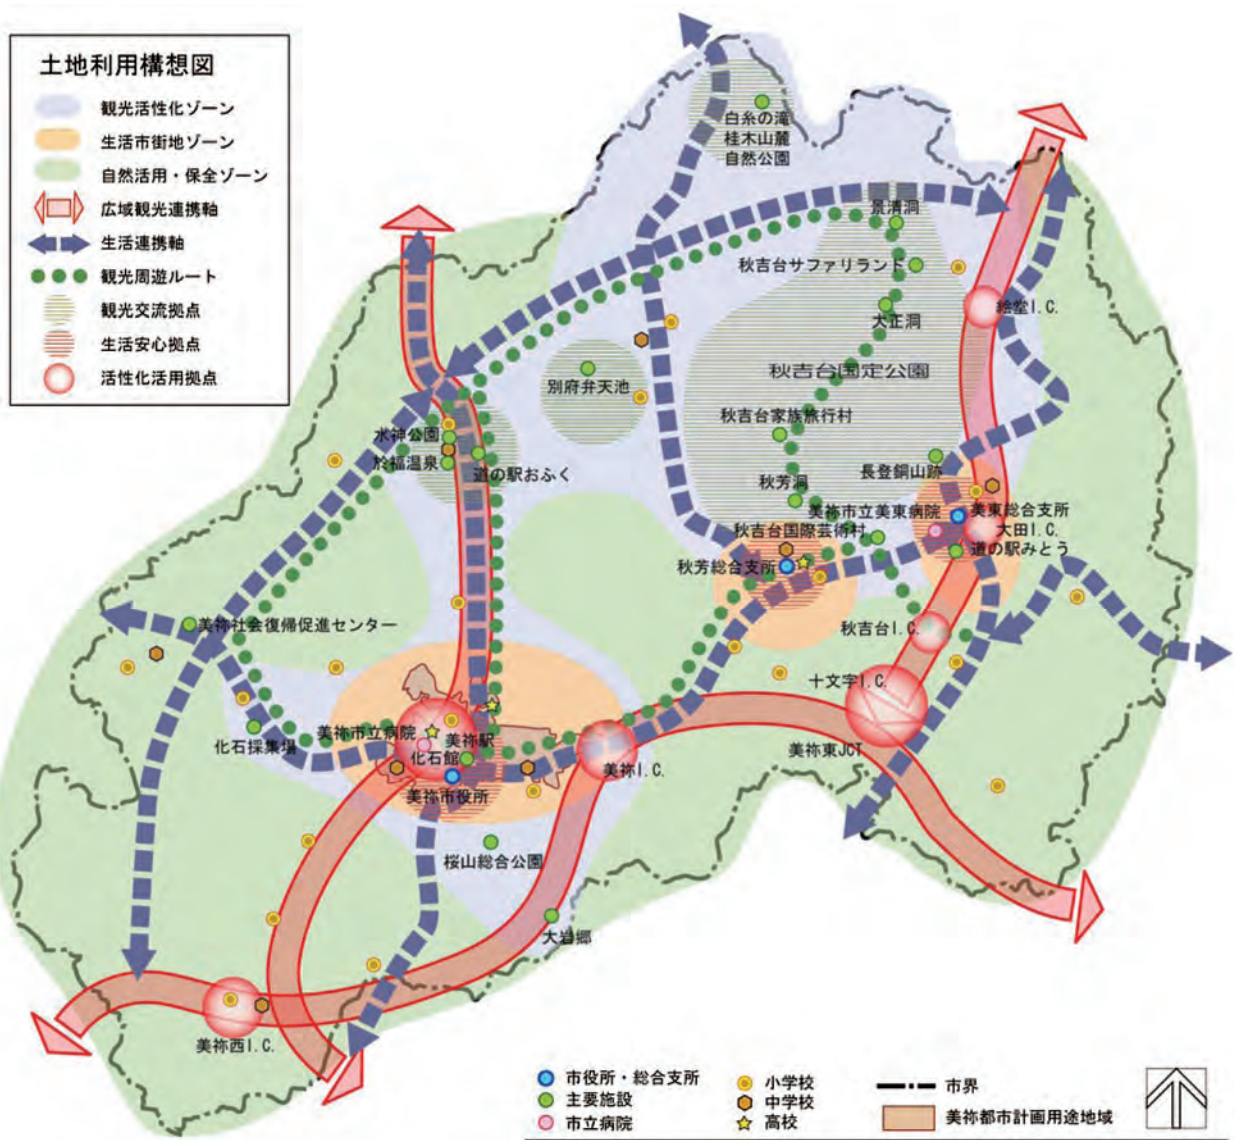 土地利用構想図
観光活性化ゾーン
生活市街地ゾーン
自然活用・保全ゾーン
広域観光連携軸
生活連携軸
観光周遊ルート
観光交流拠点
生活安心拠点
活性化活用拠点
白糸の滝
桂木山麓
自然公園
景清洞
秋吉台サファリランド
絵堂I.C.
大正洞
秋吉台国定公園
別府弁天池
秋吉台家族旅行村
水神公園
於福温泉
道の駅おふく
長登銅山跡
秋芳洞
美祢市立美東病院
美東総合支所
秋吉台国際芸術村
大田I.C.
道の駅みとう
秋芳総合支所
美祢社会復帰促進センター
秋吉台I.C.
十文字I.C.
美祢市立病院
美祢駅
化石採集場
化石館
美祢I.C.
美祢東JCT
美祢市役所
桜山総合公園
大岩郷
美祢西I.C.
市役所・総合支所
主要施設
市立病院
小学校
中学校
高校
市界
美祢都市計画用途地域